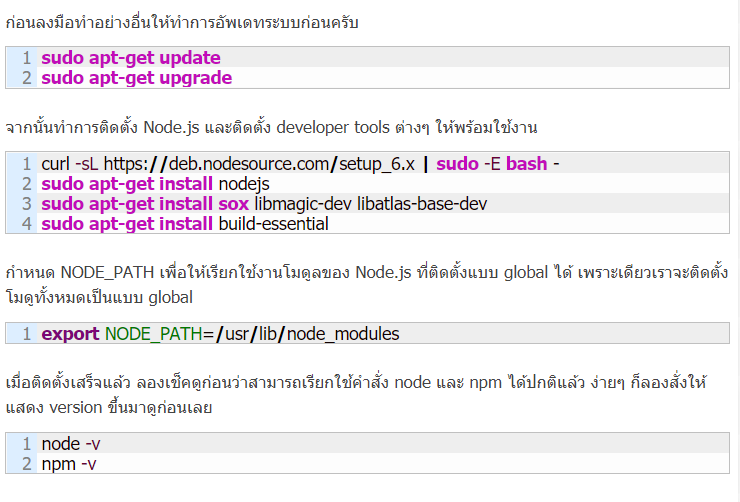 ก่อนลงมือทำอย่างอื่นให้ทำการอัพเดทระบบก่อนครับ
1 sudo apt-get update
2 sudo apt-get upgrade
จากนั้นทำการติดตั้ง Node.js และติดตั้ง developer tools ต่างๆ ให้พร้อมใช้งาน
1 curl -sL https://deb.nodesource.com/setup_6.x | sudo -E bash -
2 sudo apt-get install nodejs
3 sudo apt-get install sox libmagic-dev libatlas-base-dev
4 sudo apt-get install build-essential
กำหนด NODE_PATH เพื่อให้เรียกใช้งานโมดูลของ Node.js ที่ติดตั้งแบบ global ได้ เพราะเดียวเราจะติดตั้ง
โมดูทั้งหมดเป็นแบบ global
1 export NODE_PATH=/usr/lib/node_modules
เมื่อติดตั้งเสร็จแล้ว ลองเช็คดูก่อนว่าสามารถเรียกใช้คำสั่ง node และ npm ได้ปกติแล้ว ง่ายๆ ก็ลองสั่งให้
แสดง version ขึ้นมาดูก่อนเลย
1 node -v
2 npm -v